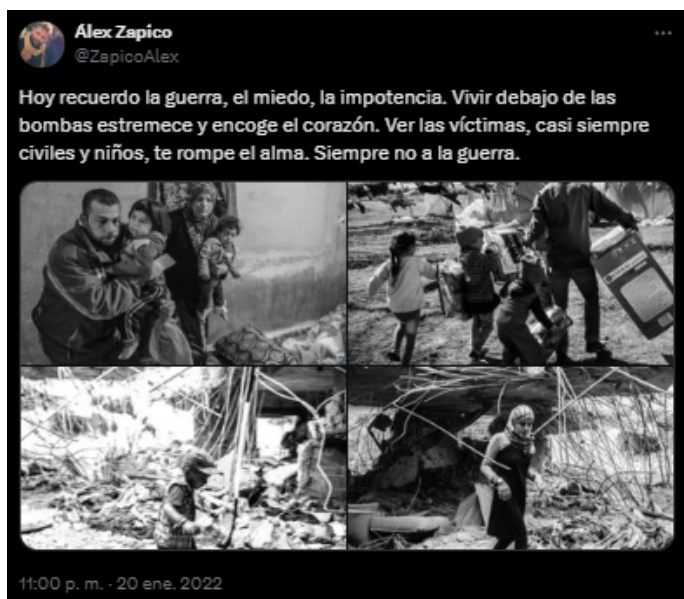 Álex Zapico
@ZapicoAlex
Hoy recuerdo la guerra, el miedo, la impotencia. Vivir debajo de las
bombas estremece y encoge el corazón. Ver las víctimas, casi siempre
civiles y niños, te rompe el alma. Siempre no a la guerra.
11:00 p. m. · 20 ene. 2022